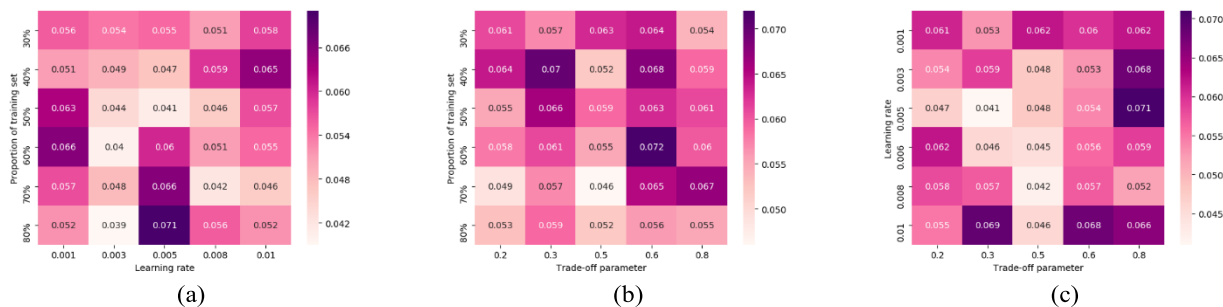 30% 0.056 0.054 0.055 0.051 0.058
40% 0.051 0.049 0.047 0.059 0.065
50% 0.063 0.044 0.041 0.046 0.057
60% 0.066 0.04 0.06 0.051 0.055
70% 0.057 0.048 0.066 0.042 0.046
80% 0.052 0.039 0.071 0.056 0.052
0.001 0.003 0.005 0.008 0.01
Learning rate
Proportion of training set
0.066
0.060
0.054
0.048
0.042
(a)
30% 0.061 0.057 0.063 0.064 0.054
40% 0.064 0.07 0.052 0.068 0.059
50% 0.055 0.066 0.059 0.063 0.061
60% 0.058 0.061 0.055 0.072 0.06
70% 0.049 0.057 0.046 0.065 0.067
80% 0.053 0.059 0.052 0.056 0.055
0.2 0.3 0.5 0.6 0.8
Trade-off parameter
Proportion of training set
0.070
0.065
0.060
0.055
0.050
(b)
0.001 0.061 0.053 0.062 0.06 0.062
0.003 0.054 0.059 0.048 0.053 0.068
0.005 0.047 0.041 0.048 0.054 0.071
0.006 0.062 0.046 0.045 0.056 0.059
0.008 0.058 0.057 0.042 0.058 0.052
0.01 0.055 0.069 0.046 0.068 0.066
0.2 0.3 0.5 0.6 0.8
Trade-off parameter
Learning rate
0.070
0.065
0.060
0.055
0.050
0.045
(c)